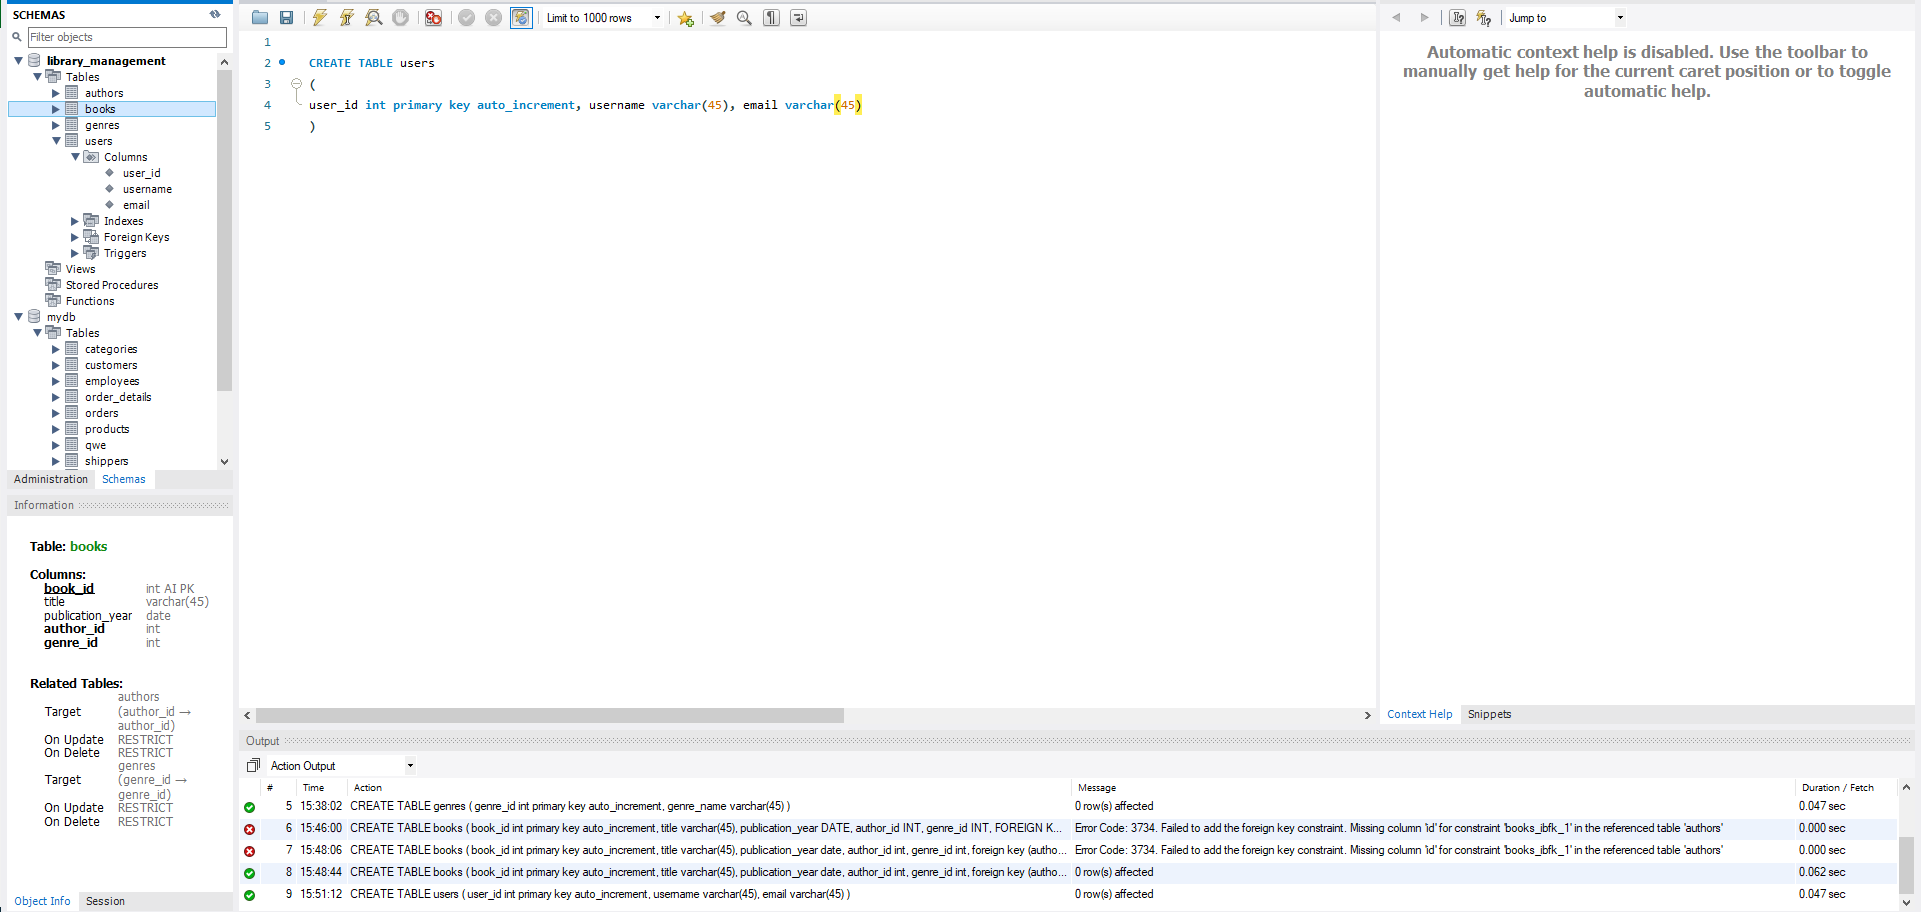 SCHEMAS
Filter objects
library_management
Tables
authors
books
genres
users
Columns
user_id
username
email
Indexes
Foreign Keys
Triggers
Views
Stored Procedures
Functions
mydb
Tables
categories
customers
employees
order_details
orders
products
qwe
shippers
Administration Schemas
Information
Table: books
Columns:
book_id int AI PK
title varchar(45)
publication_year date
author_id int
genre_id int
Related Tables:
authors
Target (author_id →
author_id)
On Update RESTRICT
On Delete RESTRICT
genres
Target (genre_id →
genre_id)
On Update RESTRICT
On Delete RESTRICT
Object Info Session
Limit to 1000 rows
1
2 CREATE TABLE users
3 (
4 user_id int primary key auto_increment, username varchar(45), email varchar(45)
5 )
Jump to
Automatic context help is disabled. Use the toolbar to
manually get help for the current caret position or to toggle
automatic help.
Context Help Snippets
Output
Action Output
# Time Action Message Duration / Fetch
5 15:38:02 CREATE TABLE genres ( genre_id int primary key auto_increment, genre_name varchar(45) ) 0 row(s) affected 0.047 sec
6 15:46:00 CREATE TABLE books ( book_id int primary key auto_increment, title varchar(45), publication_year DATE, author_id INT, genre_id INT, FOREIGN K... Error Code: 3734. Failed to add the foreign key constraint. Missing column 'id' for constraint 'books_ibfk_1' in the referenced table 'authors' 0.000 sec
7 15:48:06 CREATE TABLE books ( book_id int primary key auto_increment, title varchar(45), publication_year date, author_id int, genre_id int, foreign key (autho... Error Code: 3734. Failed to add the foreign key constraint. Missing column 'id' for constraint 'books_ibfk_1' in the referenced table 'authors' 0.000 sec
8 15:48:44 CREATE TABLE books ( book_id int primary key auto_increment, title varchar(45), publication_year date, author_id int, genre_id int, foreign key (autho... 0 row(s) affected 0.062 sec
9 15:51:12 CREATE TABLE users ( user_id int primary key auto_increment, username varchar(45), email varchar(45) ) 0 row(s) affected 0.047 sec